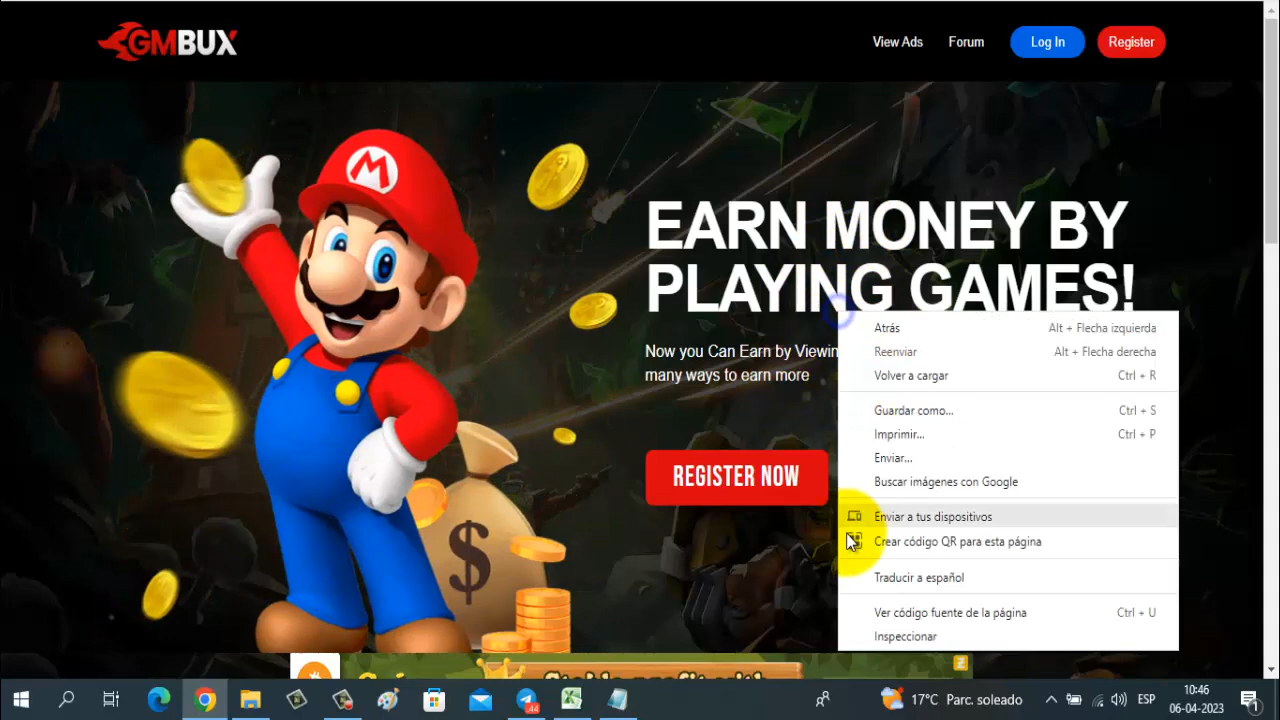 GMBUX
View Ads
Forum
Log In
Register
M
EARN MONEY BY
PLAYING GAMES!
Now you Can Earn by Viewin
many ways to earn more
REGISTER NOW
$
Atrás Alt + Flecha izquierda
Reenviar Alt + Flecha derecha
Volver a cargar Ctrl + R
Guardar como... Ctrl + S
Imprimir... Ctrl + P
Enviar...
Buscar imágenes con Google
Enviar a tus dispositivos
Crear código QR para esta página
Traducir a español
Ver código fuente de la página Ctrl + U
Inspeccionar
44
17°C Parc. soleado
ESP
10:46
06-04-2023
1